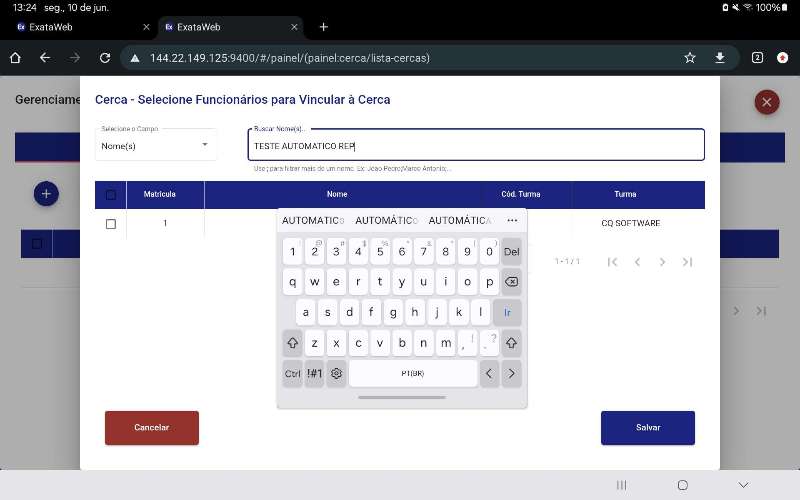 13:24 seg., 10 de jun. 100%
ExataWeb ExataWeb
144.22.149.125:9400/#/painel/(painel:cerca/lista-cercas) 2
Gerenciame
Cerca - Selecione Funcionários para Vincular à Cerca
Selecione o Campo Buscar Nome(s)...
Nome(s) TESTE AUTOMATICO REP
Use ; para filtrar mais de um nome. Ex: João Pedro;Marco Antonio;...
Matrícula Nome Cód. Turma Turma
1 CQ SOFTWARE
AUTOMATICS AUTOMÁTICO AUTOMÁTICA ...
1 - 1 / 1
1 2 @ 3 # 4 $ 5 % 6 ^ 7 & 8 * 9 ( 0 ) Del
q w e r t y u i o p
a s d f g h j k l Ir
z x c v b n m , ! . ?
Ctrl !#1 PT(BR)
Cancelar Salvar